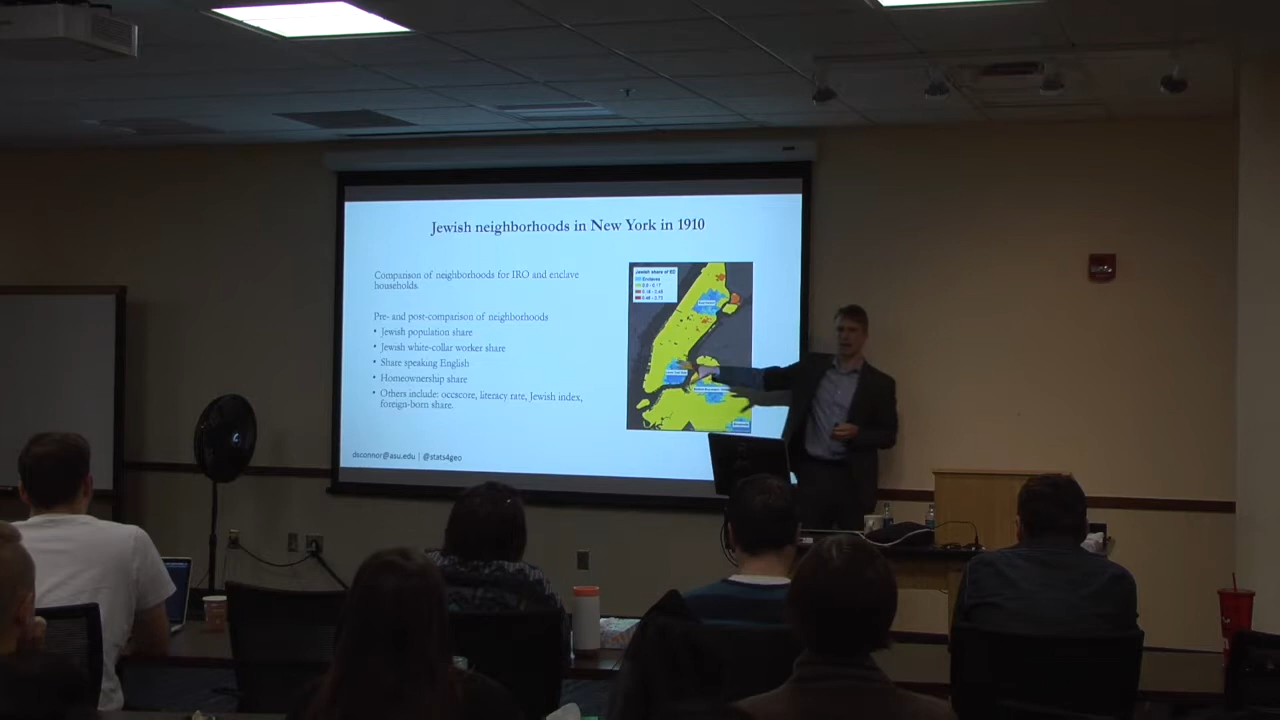 Jewish neighborhoods in New York in 1910
Comparison of neighborhoods for IRO and enclave
households.
Pre- and post-comparison of neighborhoods
• Jewish population share
• Jewish white-collar worker share
• Share speaking English
• Homeownership share
• Others include: occscore, literacy rate, Jewish index,
foreign-born share.
dsconnor@asu.edu | @stats4geo
Jewish share of ED
Enclaves